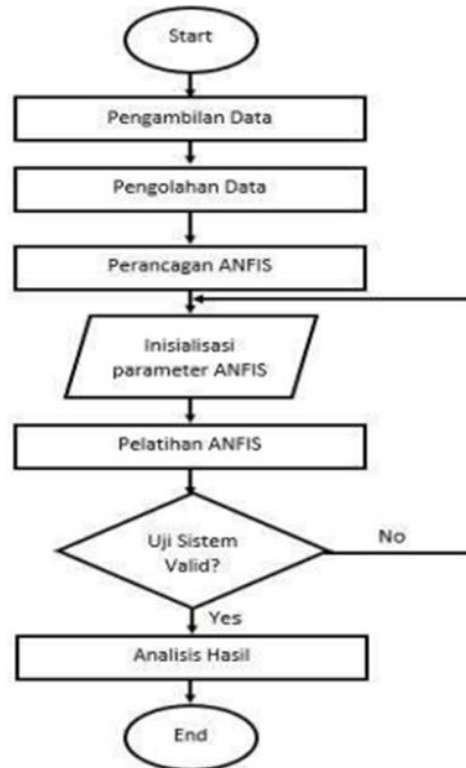 Start
Pengambilan Data
Pengolahan Data
Perancagan ANFIS
Inisialisasi
parameter ANFIS
Pelatihan ANFIS
Uji Sistem
Valid?
No
Yes
Analisis Hasil
End